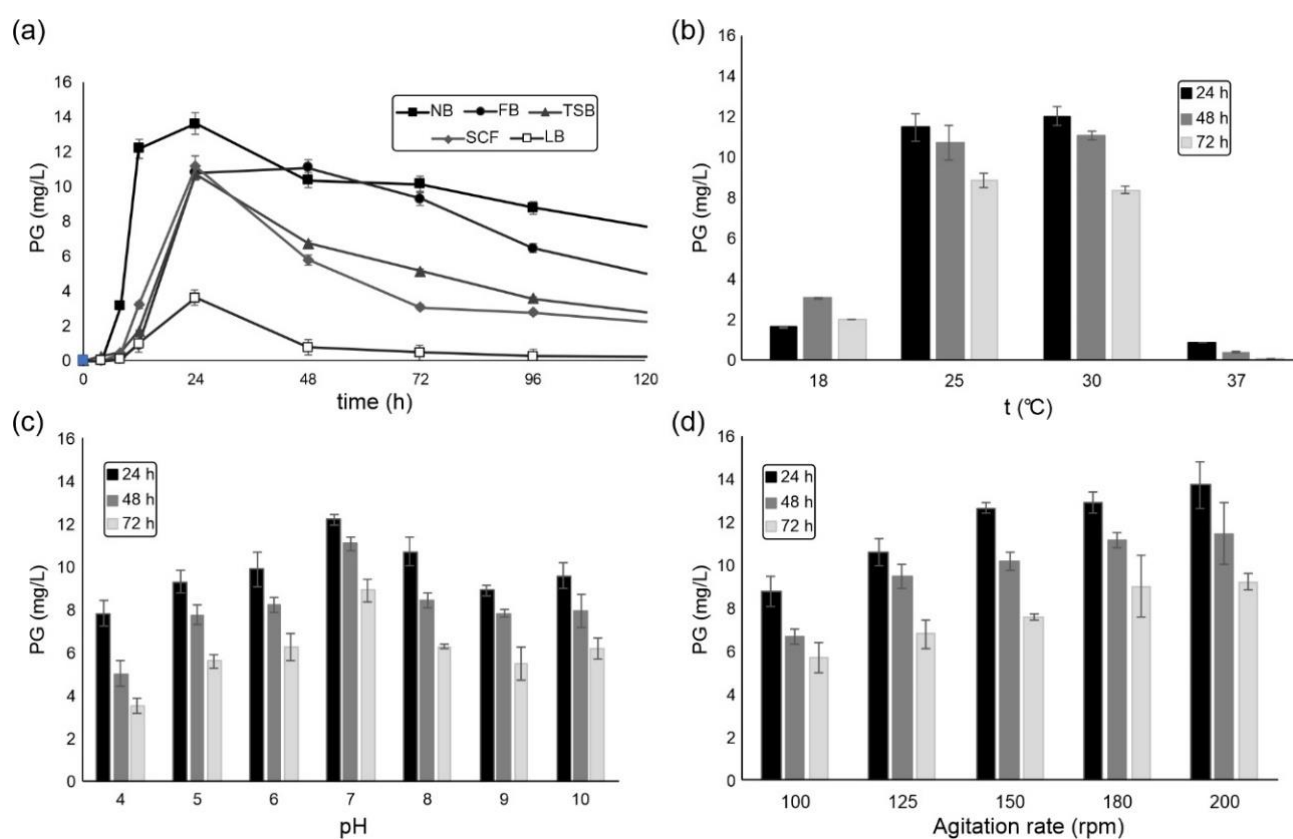 (a)
16
14
12
10
8
6
4
2
0
PG (mg/L)
NB FB TSB
SCF LB
0 24 48 72 96 120
time (h)
(b)
16
14
12
10
8
6
4
2
0
PG (mg/L)
24 h
48 h
72 h
18 25 30 37
t (℃)
(c)
16
14
12
10
8
6
4
2
0
PG (mg/L)
24 h
48 h
72 h
4 5 6 7 8 9 10
pH
(d)
16
14
12
10
8
6
4
2
0
PG (mg/L)
24 h
48 h
72 h
100 125 150 180 200
Agitation rate (rpm)